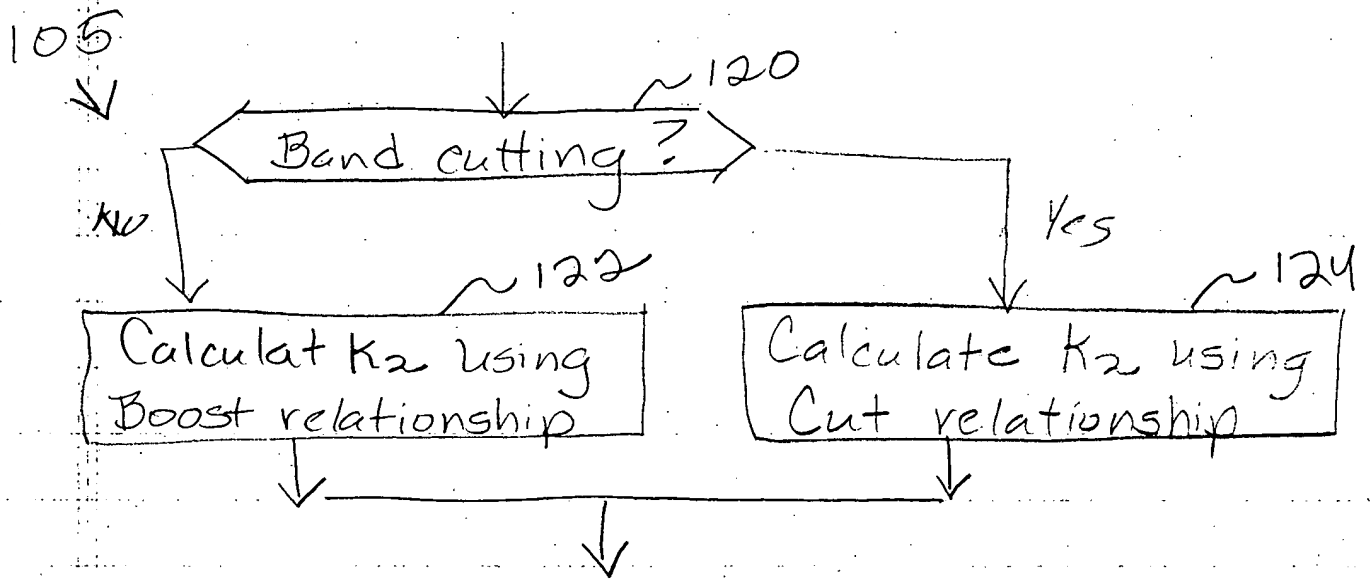 105
~120
Band cutting?
No
Yes
~122
~124
Calculat K2 using
Boost relationship
Calculate K2 using
Cut relationship